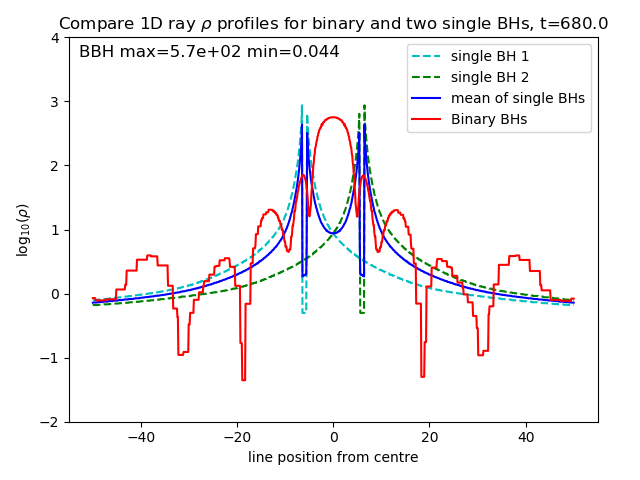 Compare 1D ray ρ profiles for binary and two single BHs, t=680.0
BBH max=5.7e+02 min=0.044
single BH 1
single BH 2
mean of single BHs
Binary BHs
4
3
2
1
0
−1
−2
log₁₀(ρ)
−40 −20 0 20 40
line position from centre